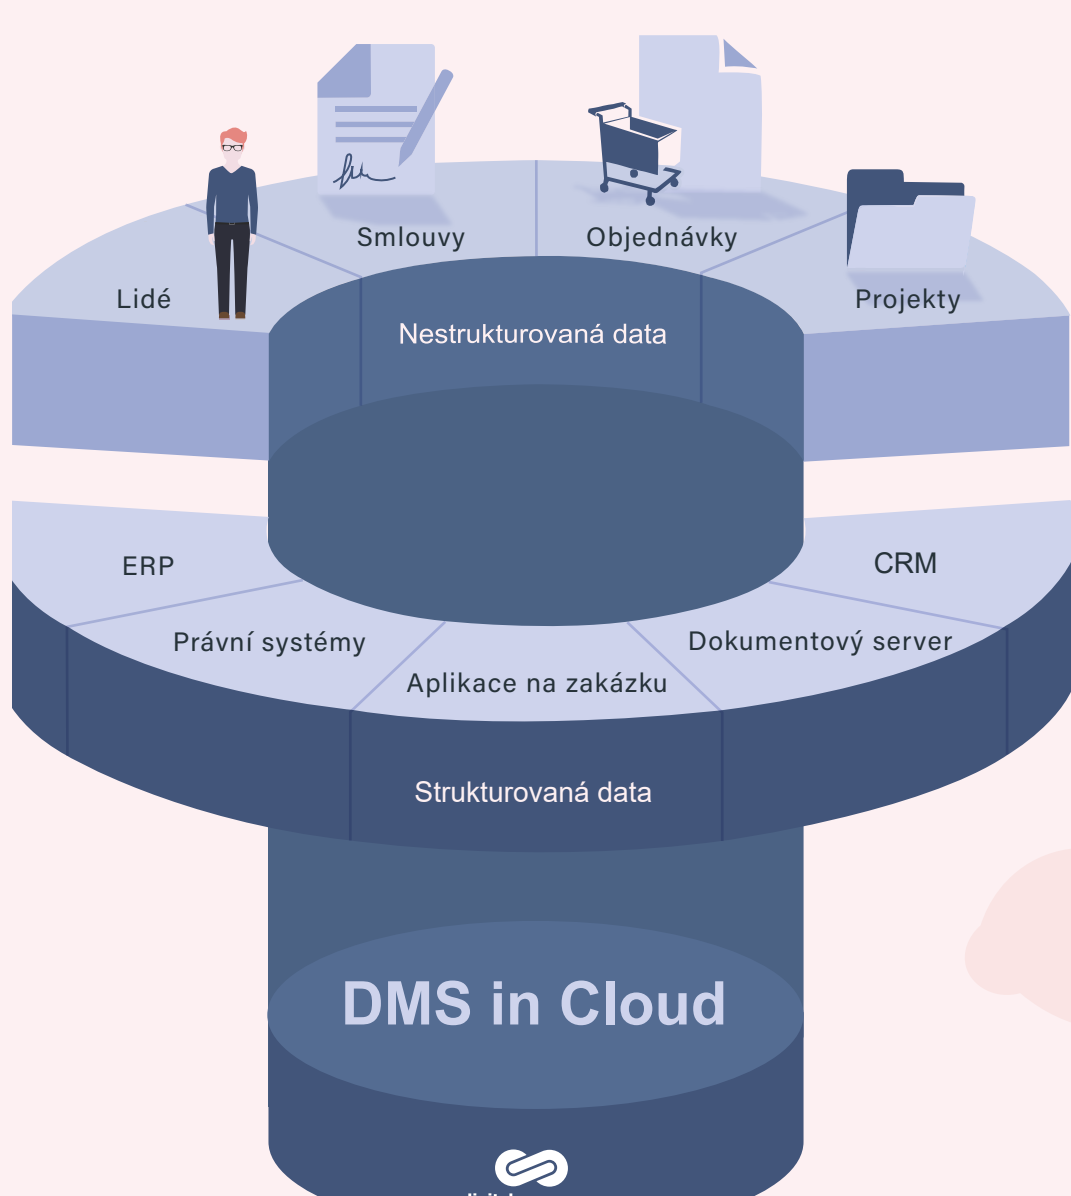 Smlouvy
Objednávky
Lidé
Projekty
Nestrukturovaná data
ERP
CRM
Právní systémy
Dokumentový server
Aplikace na zakázku
Strukturovaná data
DMS in Cloud